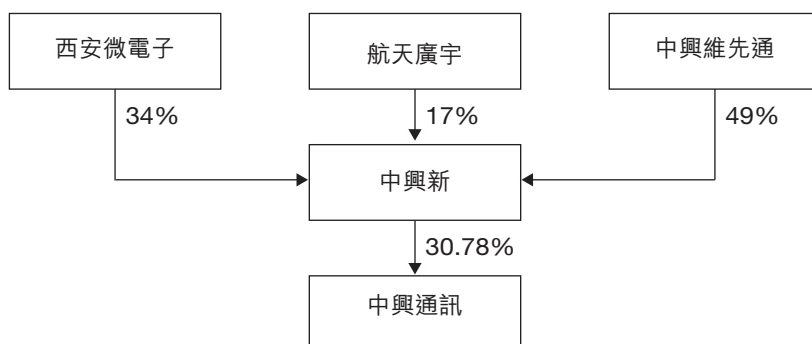 西安微電子
航天廣宇
中興維先通
34%
17%
49%
中興新
30.78%
中興通訊